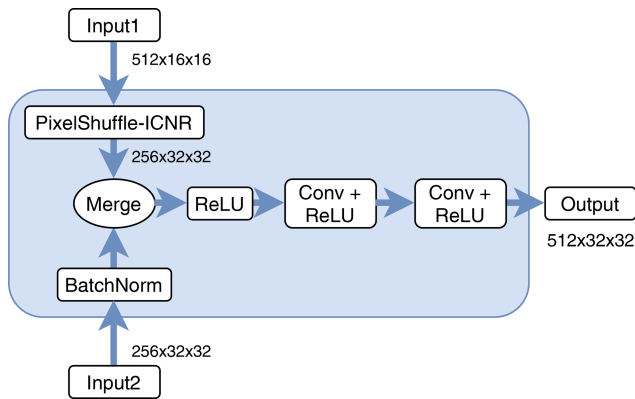 Input1
512x16x16
PixelShuffle-ICNR
256x32x32
Merge
ReLU
Conv +
ReLU
Conv +
ReLU
Output
512x32x32
BatchNorm
256x32x32
Input2